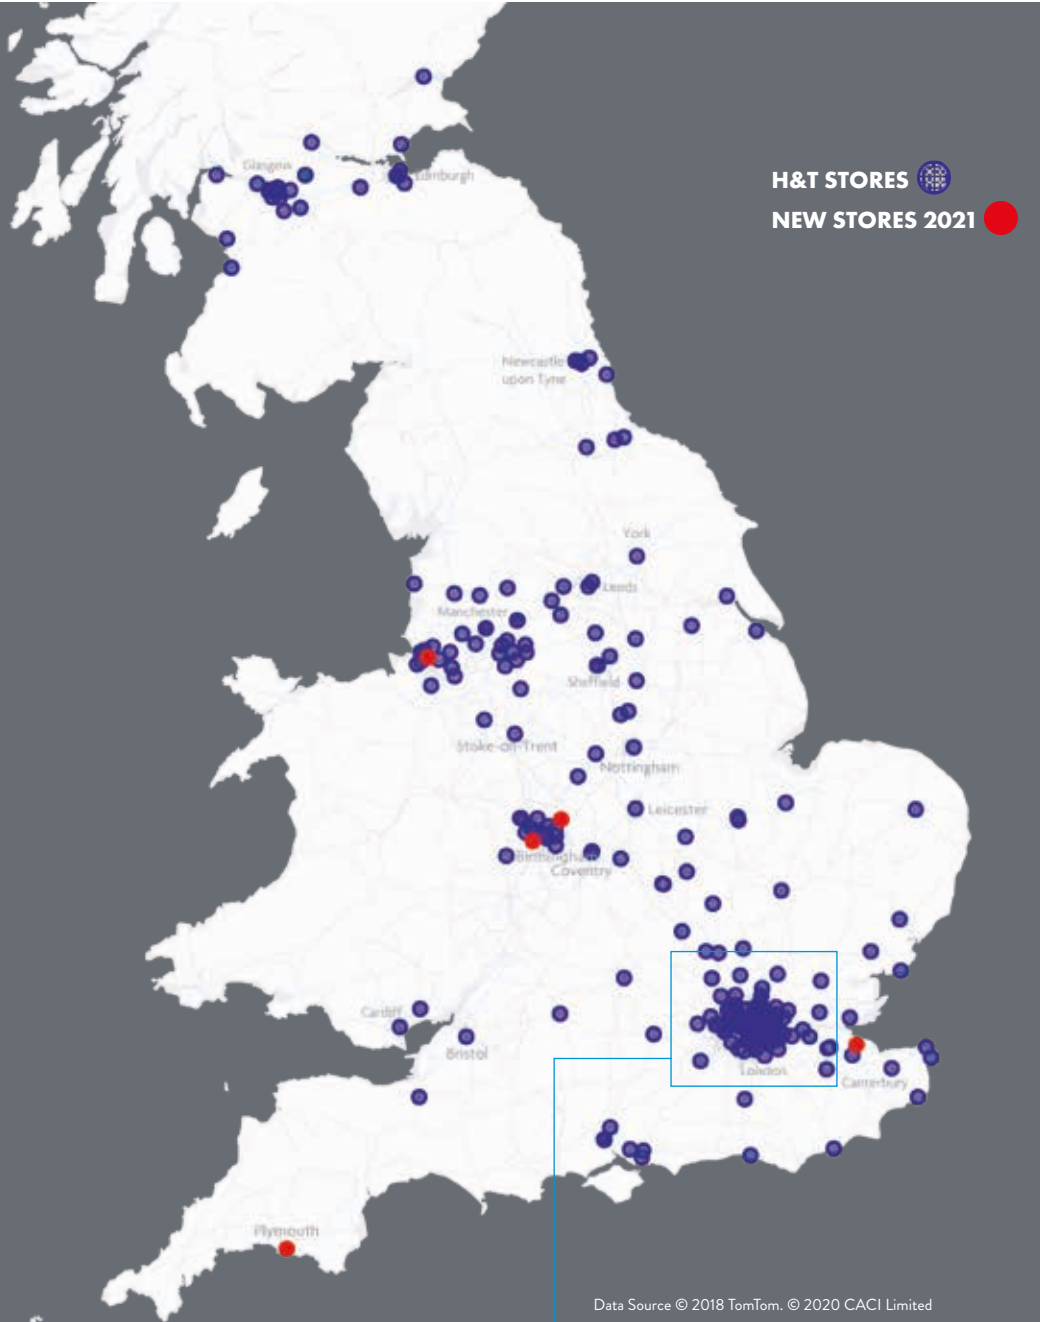 Glasgow
Edinburgh
H&T STORES
NEW STORES 2021
Newcastle
upon Tyne
York
Leeds
Manchester
Sheffield
Stoke-on-Trent
Nottingham
Leicester
Birmingham
Coventry
Cardiff
Bristol
London
Canterbury
Plymouth
Data Source © 2018 TomTom. © 2020 CACI Limited